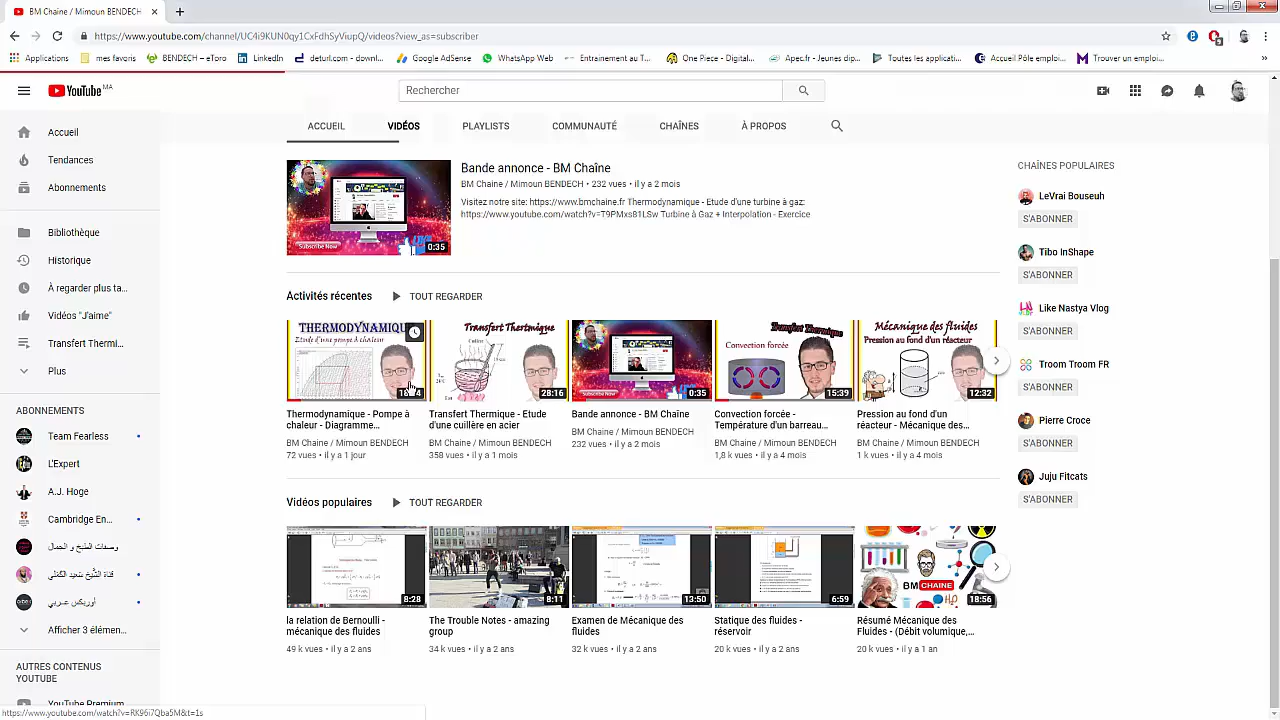 BM Chaine / Mimoun BENDECH
https://www.youtube.com/channel/UC4i9KUN0qy1CxFdhSyViupQ/videos?view_as=subscriber
Applications
mes favoris
BENDECH – eToro
LinkedIn
deturl.com - downl...
Google AdSense
WhatsApp Web
Entrainement au T...
One Piece - Digital...
Apec.fr - Jeunes Di...
Toutes les applicati...
Accueil Pôle emploi...
Trouver un emploi...
»
YouTube MA
Rechercher
ACCUEIL
VIDÉOS
PLAYLISTS
COMMUNAUTÉ
CHAÎNES
À PROPOS
Accueil
Tendances
Abonnements
Bibliothèque
Historique
À regarder plus ta...
Vidéos "J'aime"
Transfert Thermi...
Plus
ABONNEMENTS
Team Fearless
L'Expert
A.J. Hoge
Cambridge En...
Afficher 3 élémen...
AUTRES CONTENUS
YOUTUBE
YouTube Premium
Subscribe Now
0:35
Bande annonce - BM Chaîne
BM Chaine / Mimoun BENDECH • 232 vues • il y a 2 mois
Visitez notre site: https://www.bmchaine.fr Thermodynamique - Etude d'une turbine à gaz:
https://www.youtube.com/watch?v=T9PMxs81LSw Turbine à Gaz + Interpolation - Exercice
Activités récentes
TOUT REGARDER
THERMODYNAMIQU
Etude d'une pompe à chaleur
Thermodynamique - Pompe à
chaleur - Diagramme...
BM Chaine / Mimoun BENDECH
72 vues • il y a 1 jour
28:16
Transfert Thermique - Etude
d'une cuillère en acier
BM Chaine / Mimoun BENDECH
358 vues • il y a 1 mois
0:35
Bande annonce - BM Chaîne
BM Chaine / Mimoun BENDECH
232 vues • il y a 2 mois
Transfert Thermique
Convection forcée
15:39
Convection forcée -
Température d'un barreau...
BM Chaine / Mimoun BENDECH
1,8 k vues • il y a 4 mois
Mécanique des fluides
Pression au fond d'un réacteur
12:32
Pression au fond d'un
réacteur - Mécanique des...
BM Chaine / Mimoun BENDECH
1 k vues • il y a 4 mois
Vidéos populaires
TOUT REGARDER
8:28
la relation de Bernoulli -
mécanique des fluides
49 k vues • il y a 2 ans
8:11
The Trouble Notes - amazing
group
34 k vues • il y a 2 ans
13:50
Examen de Mécanique des
fluides
32 k vues • il y a 2 ans
6:59
Statique des fluides -
réservoir
20 k vues • il y a 2 ans
BM CHAINE
18:56
Résumé Mécanique des
Fluides - (Débit volumique,...
20 k vues • il y a 1 an
CHAÎNES POPULAIRES
LeVrai Bouseuh
S'ABONNER
Tibo InShape
S'ABONNER
Like Nastya Vlog
S'ABONNER
Troom Troom FR
S'ABONNER
Pierre Croce
S'ABONNER
Juju Fitcats
S'ABONNER
https://www.youtube.com/watch?v=RK96i7Qba5M&t=1s